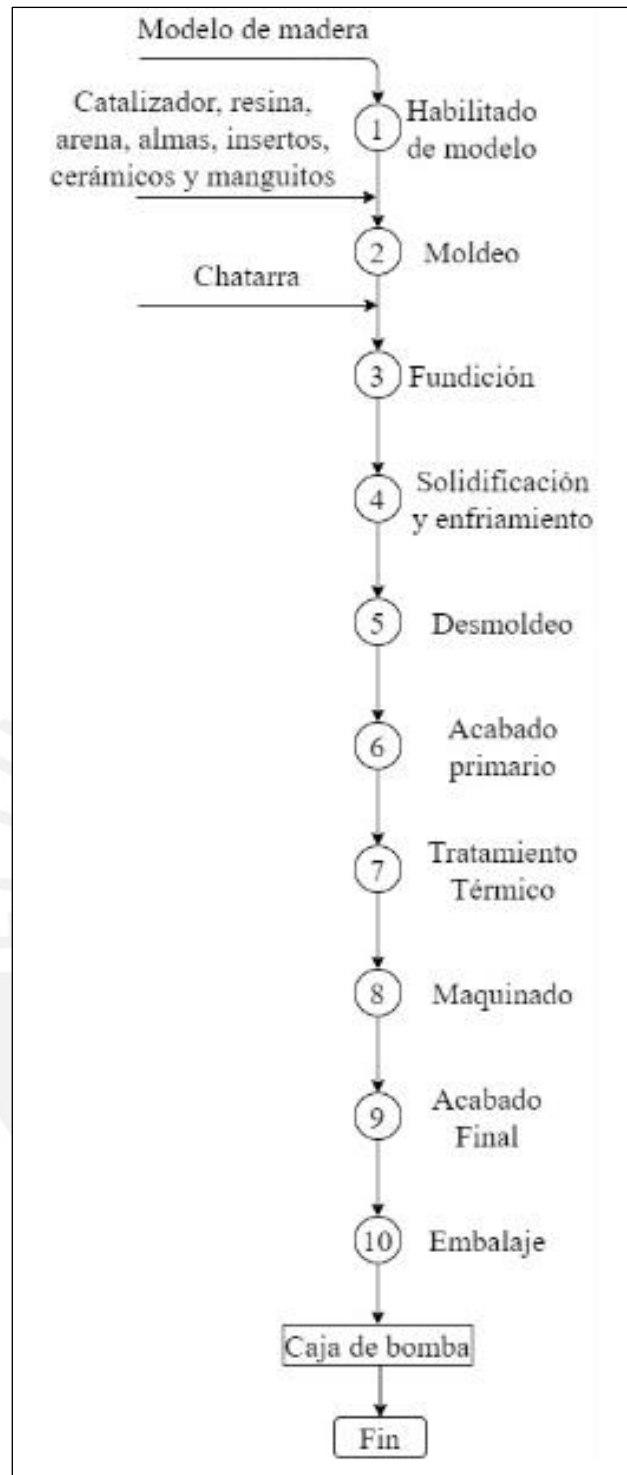 Modelo de madera
Catalizador, resina,
arena, almas, insertos,
cerámicos y manguitos
1
Habilitado
de modelo
2
Moldeo
Chatarra
3
Fundición
4
Solidificación
y enfriamiento
5
Desmoldeo
6
Acabado
primario
7
Tratamiento
Térmico
8
Maquinado
9
Acabado
Final
10
Embalaje
Caja de bomba
Fin